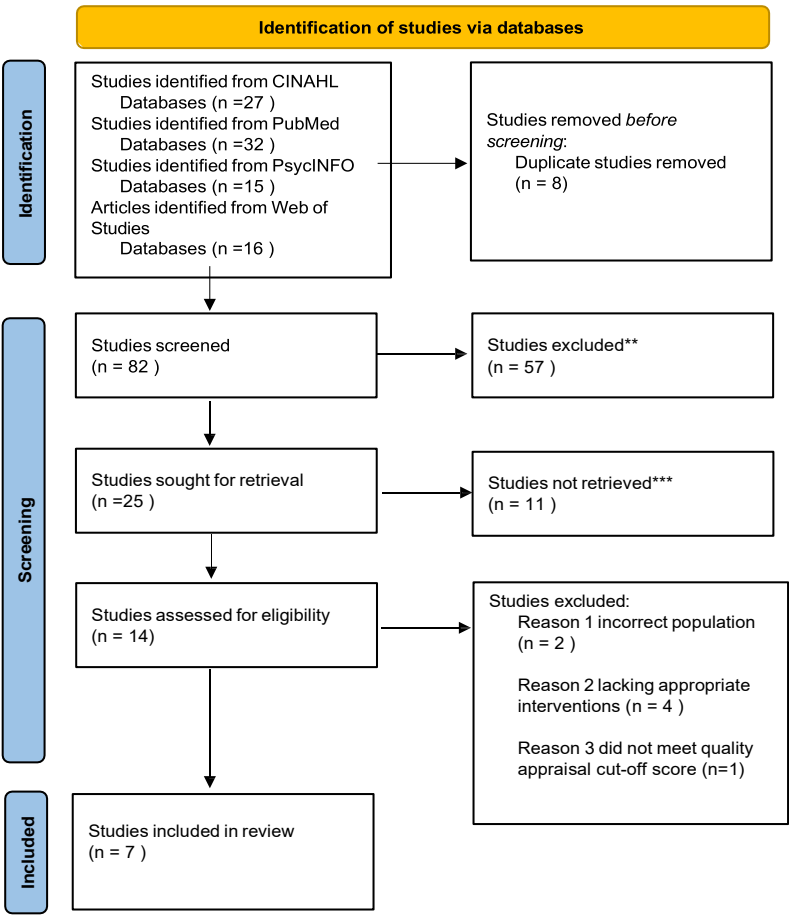 Identification of studies via databases
Identification
Studies identified from CINAHL
Databases (n =27 )
Studies identified from PubMed
Databases (n =32 )
Studies identified from PsycINFO
Databases (n =15 )
Articles identified from Web of
Studies
Databases (n =16 )
Studies removed before
screening:
Duplicate studies removed
(n = 8)
Screening
Studies screened
(n = 82 )
Studies excluded**
(n = 57 )
Studies sought for retrieval
(n =25 )
Studies not retrieved***
(n = 11 )
Studies assessed for eligibility
(n = 14)
Studies excluded:
Reason 1 incorrect population
(n = 2 )
Reason 2 lacking appropriate
interventions (n = 4 )
Reason 3 did not meet quality
appraisal cut-off score (n=1)
Included
Studies included in review
(n = 7 )